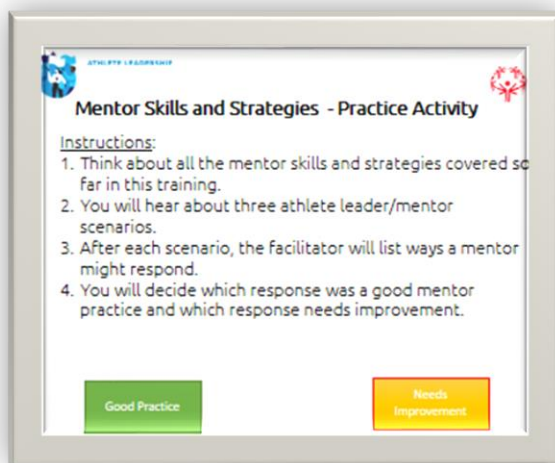 ATHLETE LEADERSHIP
Mentor Skills and Strategies - Practice Activity
Instructions:
1. Think about all the mentor skills and strategies covered so
far in this training.
2. You will hear about three athlete leader/mentor
scenarios.
3. After each scenario, the facilitator will list ways a mentor
might respond.
4. You will decide which response was a good mentor
practice and which response needs improvement.
Good Practice
Needs
Improvement